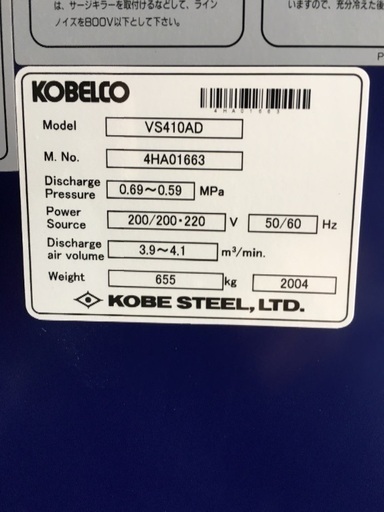 は、サージキラーを取付けるなどして、ライン
ノイズを800V以下として下さい。
いますので、充分冷えた後
P
KOBELCO
4HA01663
Model VS410AD
M. No. 4HA01663
Discharge
Pressure 0.69～0.59 MPa
Power
Source 200/200・220 V 50/60 Hz
Discharge
air volume 3.9～4.1 m³/min.
Weight 655 kg 2004
KOBE STEEL, LTD.